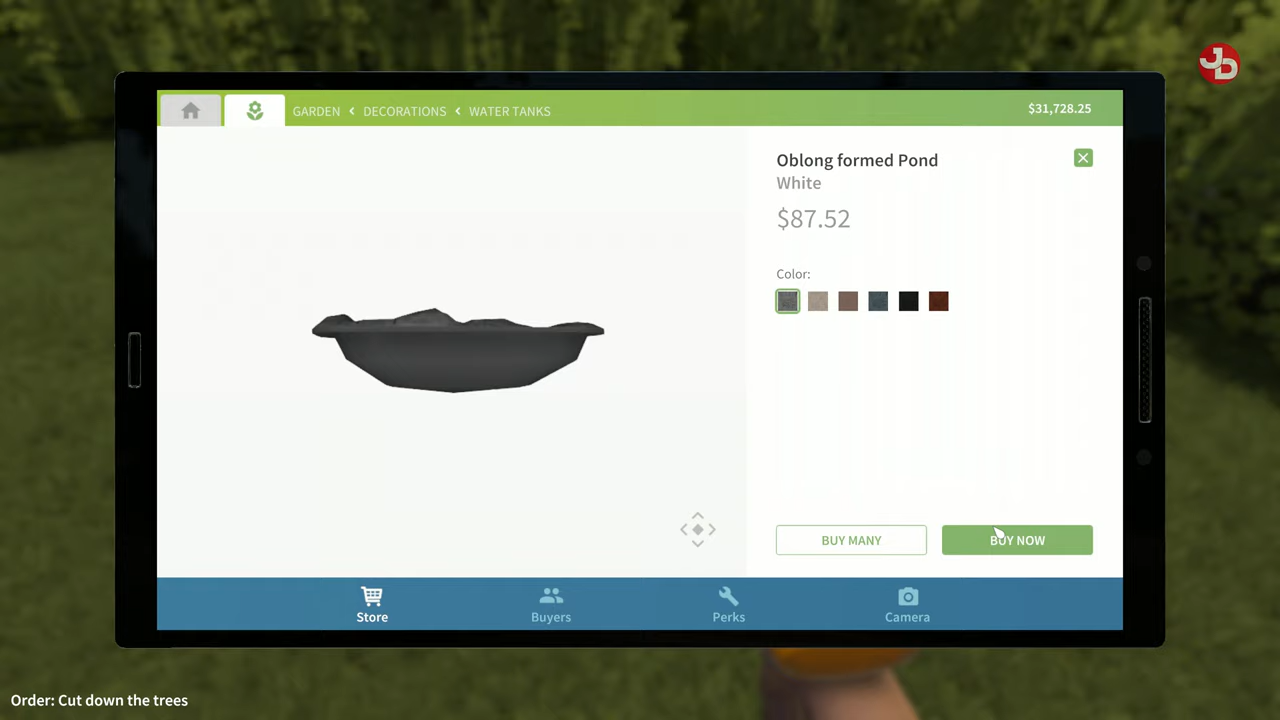 JD
GARDEN < DECORATIONS < WATER TANKS
$31,728.25
Oblong formed Pond
White
$87.52
Color:
BUY MANY
BUY NOW
Store
Buyers
Perks
Camera
Order: Cut down the trees